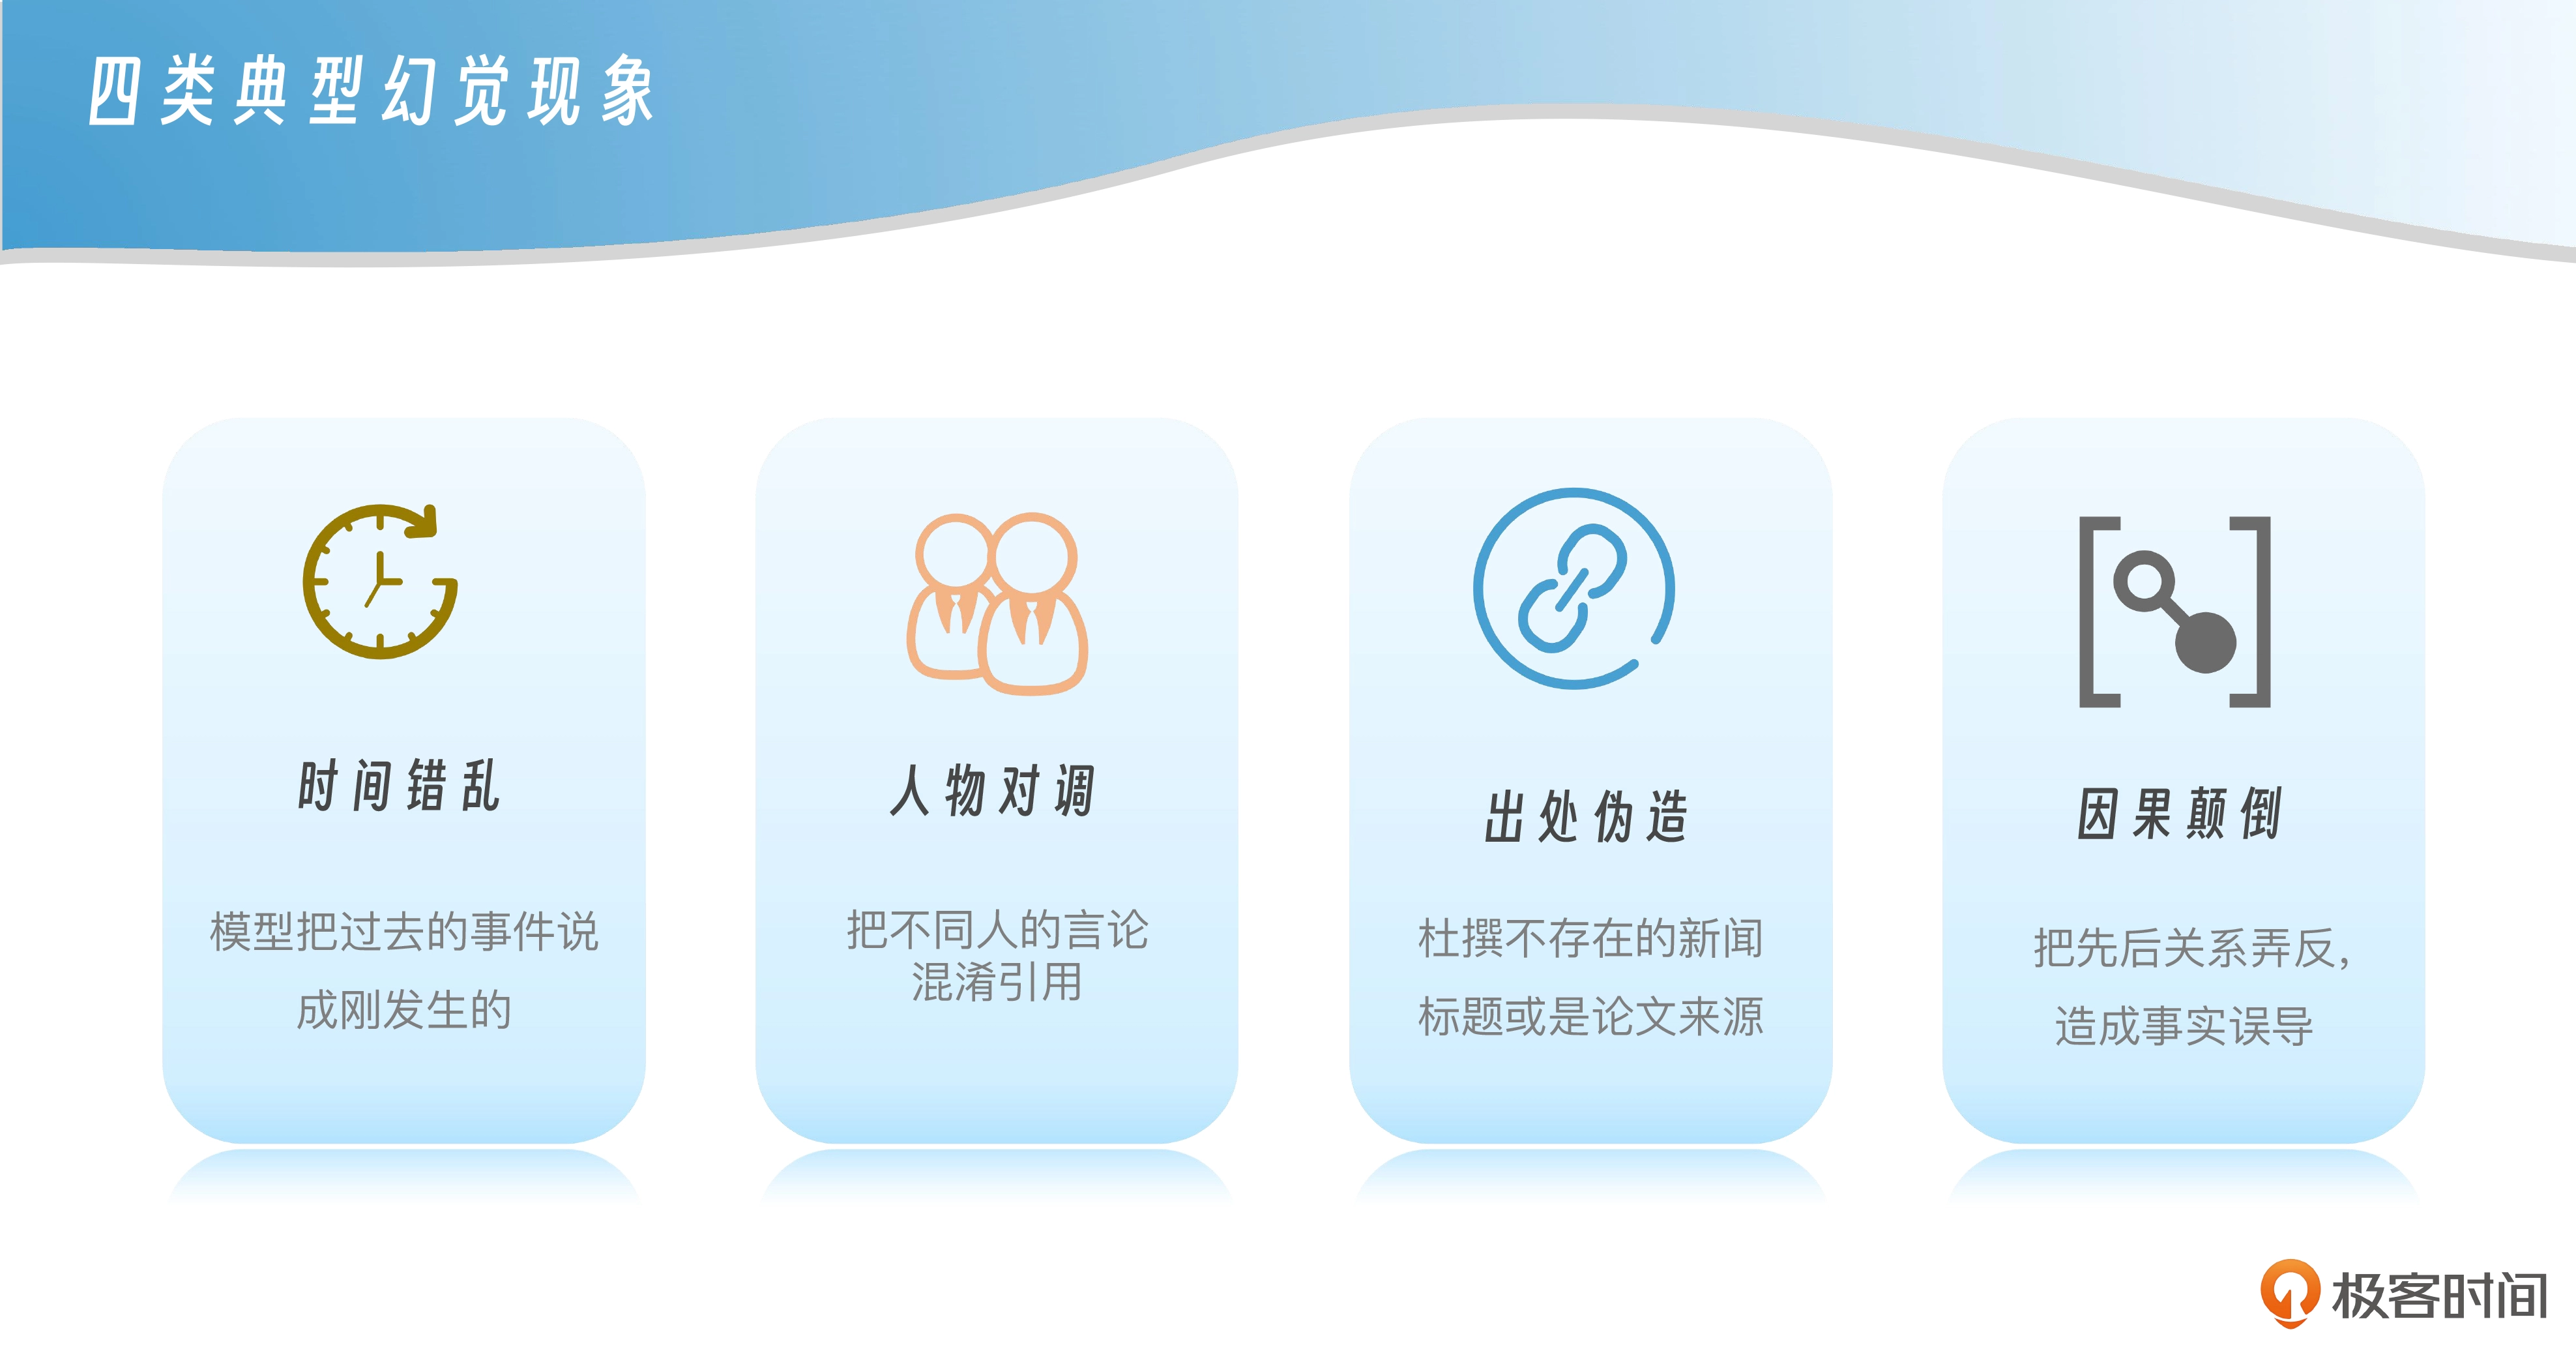 四类典型幻觉现象
时间错乱
模型把过去的事件说
成刚发生的
人物对调
把不同人的言论
混淆引用
出处伪造
杜撰不存在的新闻
标题或是论文来源
因果颠倒
把先后关系弄反，
造成事实误导
极客时间